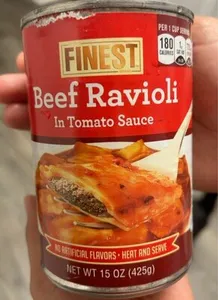 PER 1 CUP SERVING
180
CALORIES
FINEST
Beef Ravioli
In Tomato Sauce
NO ARTIFICIAL FLAVORS • HEAT AND SERVE
NET WT 15 OZ (425g)